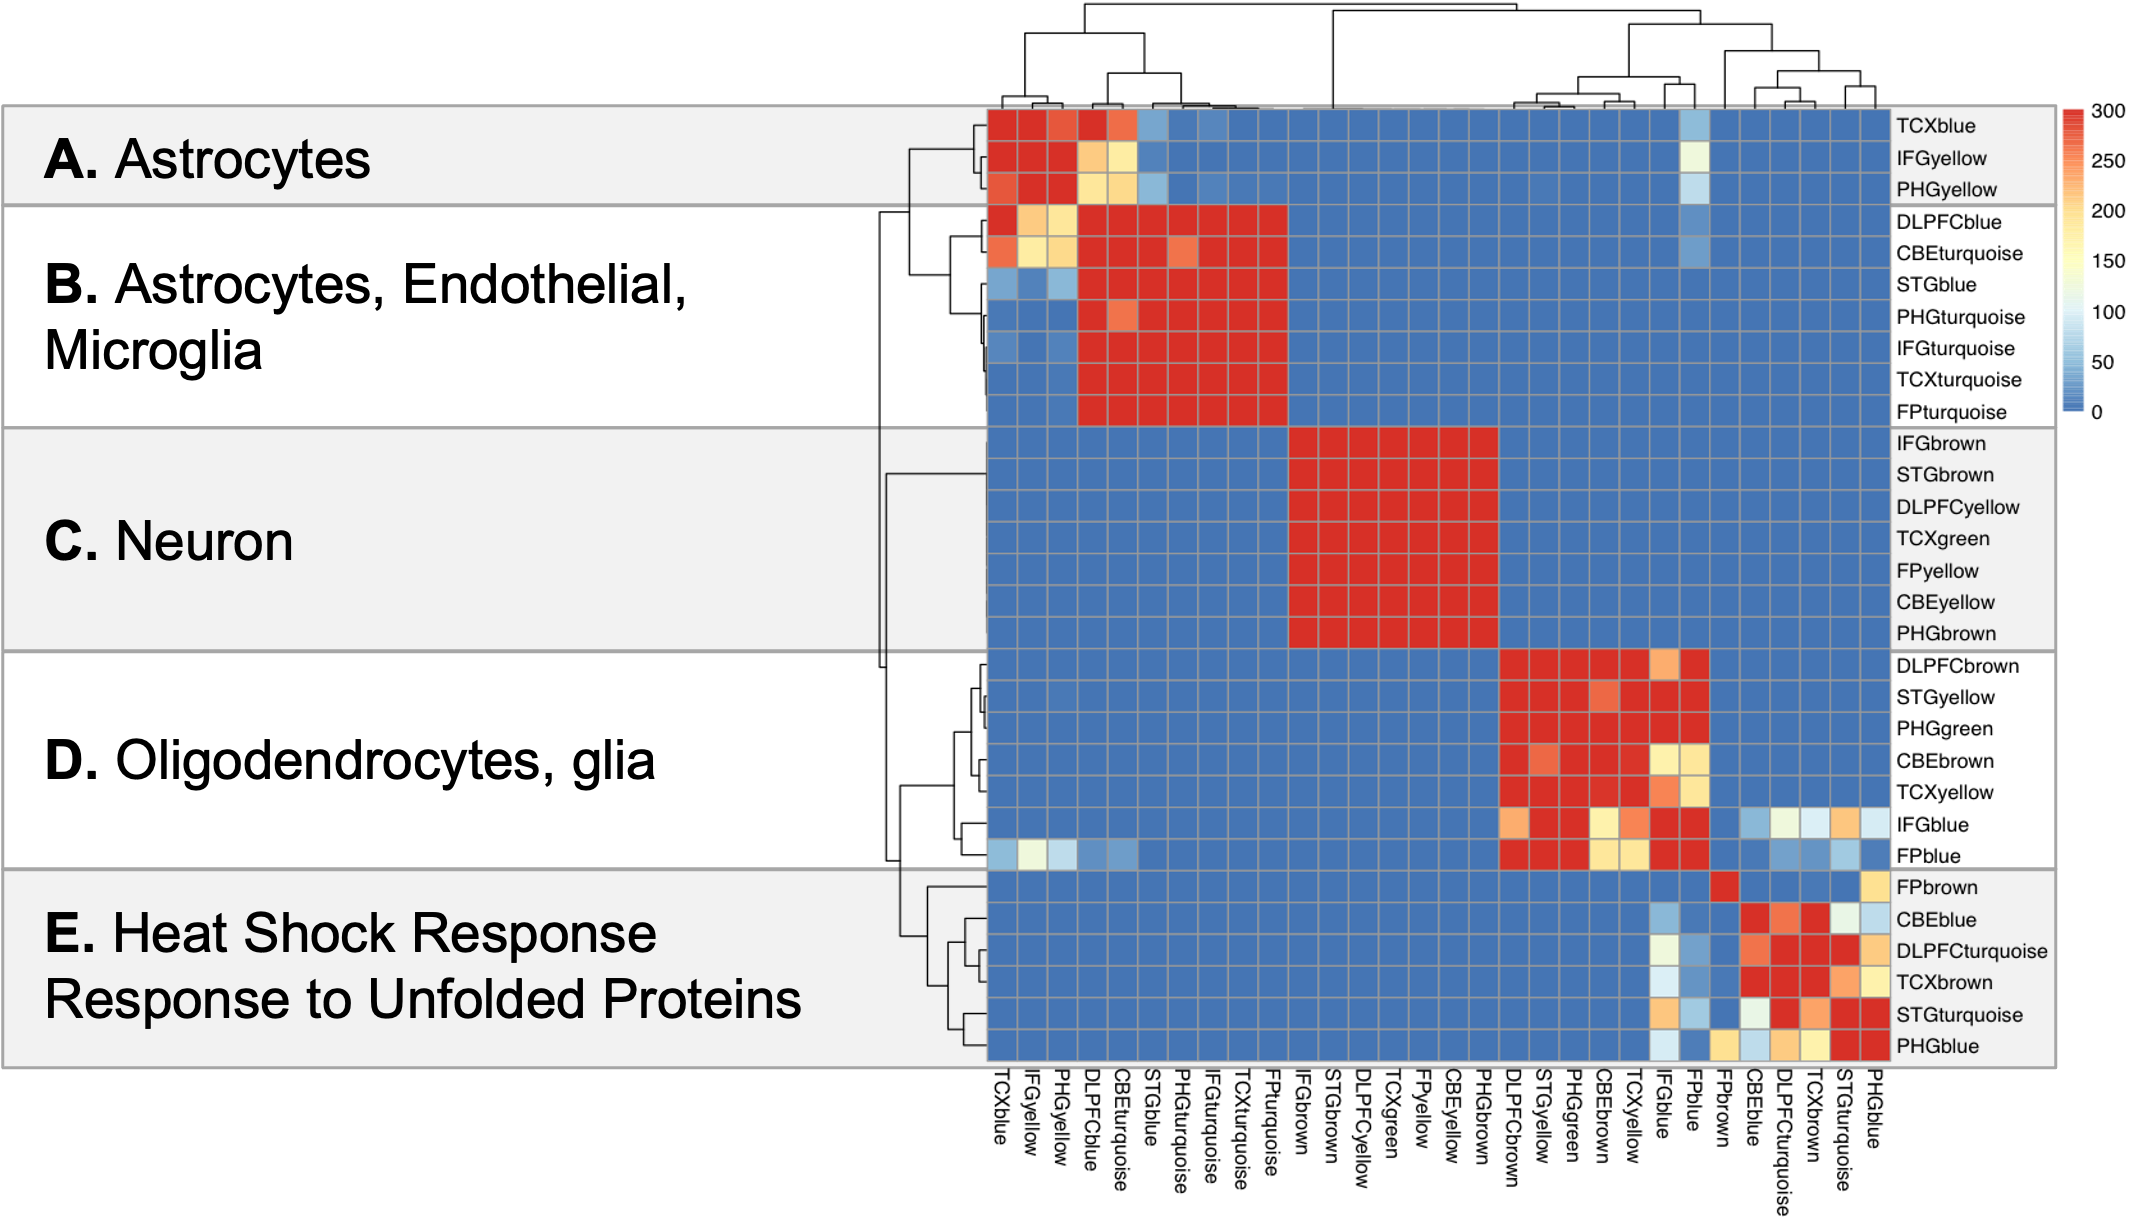 A. Astrocytes
B. Astrocytes, Endothelial,
Microglia
C. Neuron
D. Oligodendrocytes, glia
E. Heat Shock Response
Response to Unfolded Proteins
TCXblue
IFGyellow
PHGyellow
DLPFCblue
CBEturquoise
STGblue
PHGturquoise
IFGturquoise
TCXturquoise
FPturquoise
IFGbrown
STGbrown
DLPFCyellow
TCXgreen
FPyellow
CBEyellow
PHGbrown
DLPFCbrown
STGyellow
PHGgreen
CBEbrown
TCXyellow
IFGblue
FPblue
FPbrown
CBEblue
DLPFCturquoise
TCXbrown
STGturquoise
PHGblue
300
250
200
150
100
50
0
TCXblue
IFGyellow
PHGyellow
DLPFCblue
CBEturquoise
STGblue
PHGturquoise
IFGturquoise
TCXturquoise
FPturquoise
IFGbrown
STGbrown
DLPFCyellow
TCXgreen
FPyellow
CBEyellow
PHGbrown
DLPFCbrown
STGyellow
PHGgreen
CBEbrown
TCXyellow
IFGblue
FPblue
FPbrown
CBEblue
DLPFCturquoise
TCXbrown
STGturquoise
PHGblue